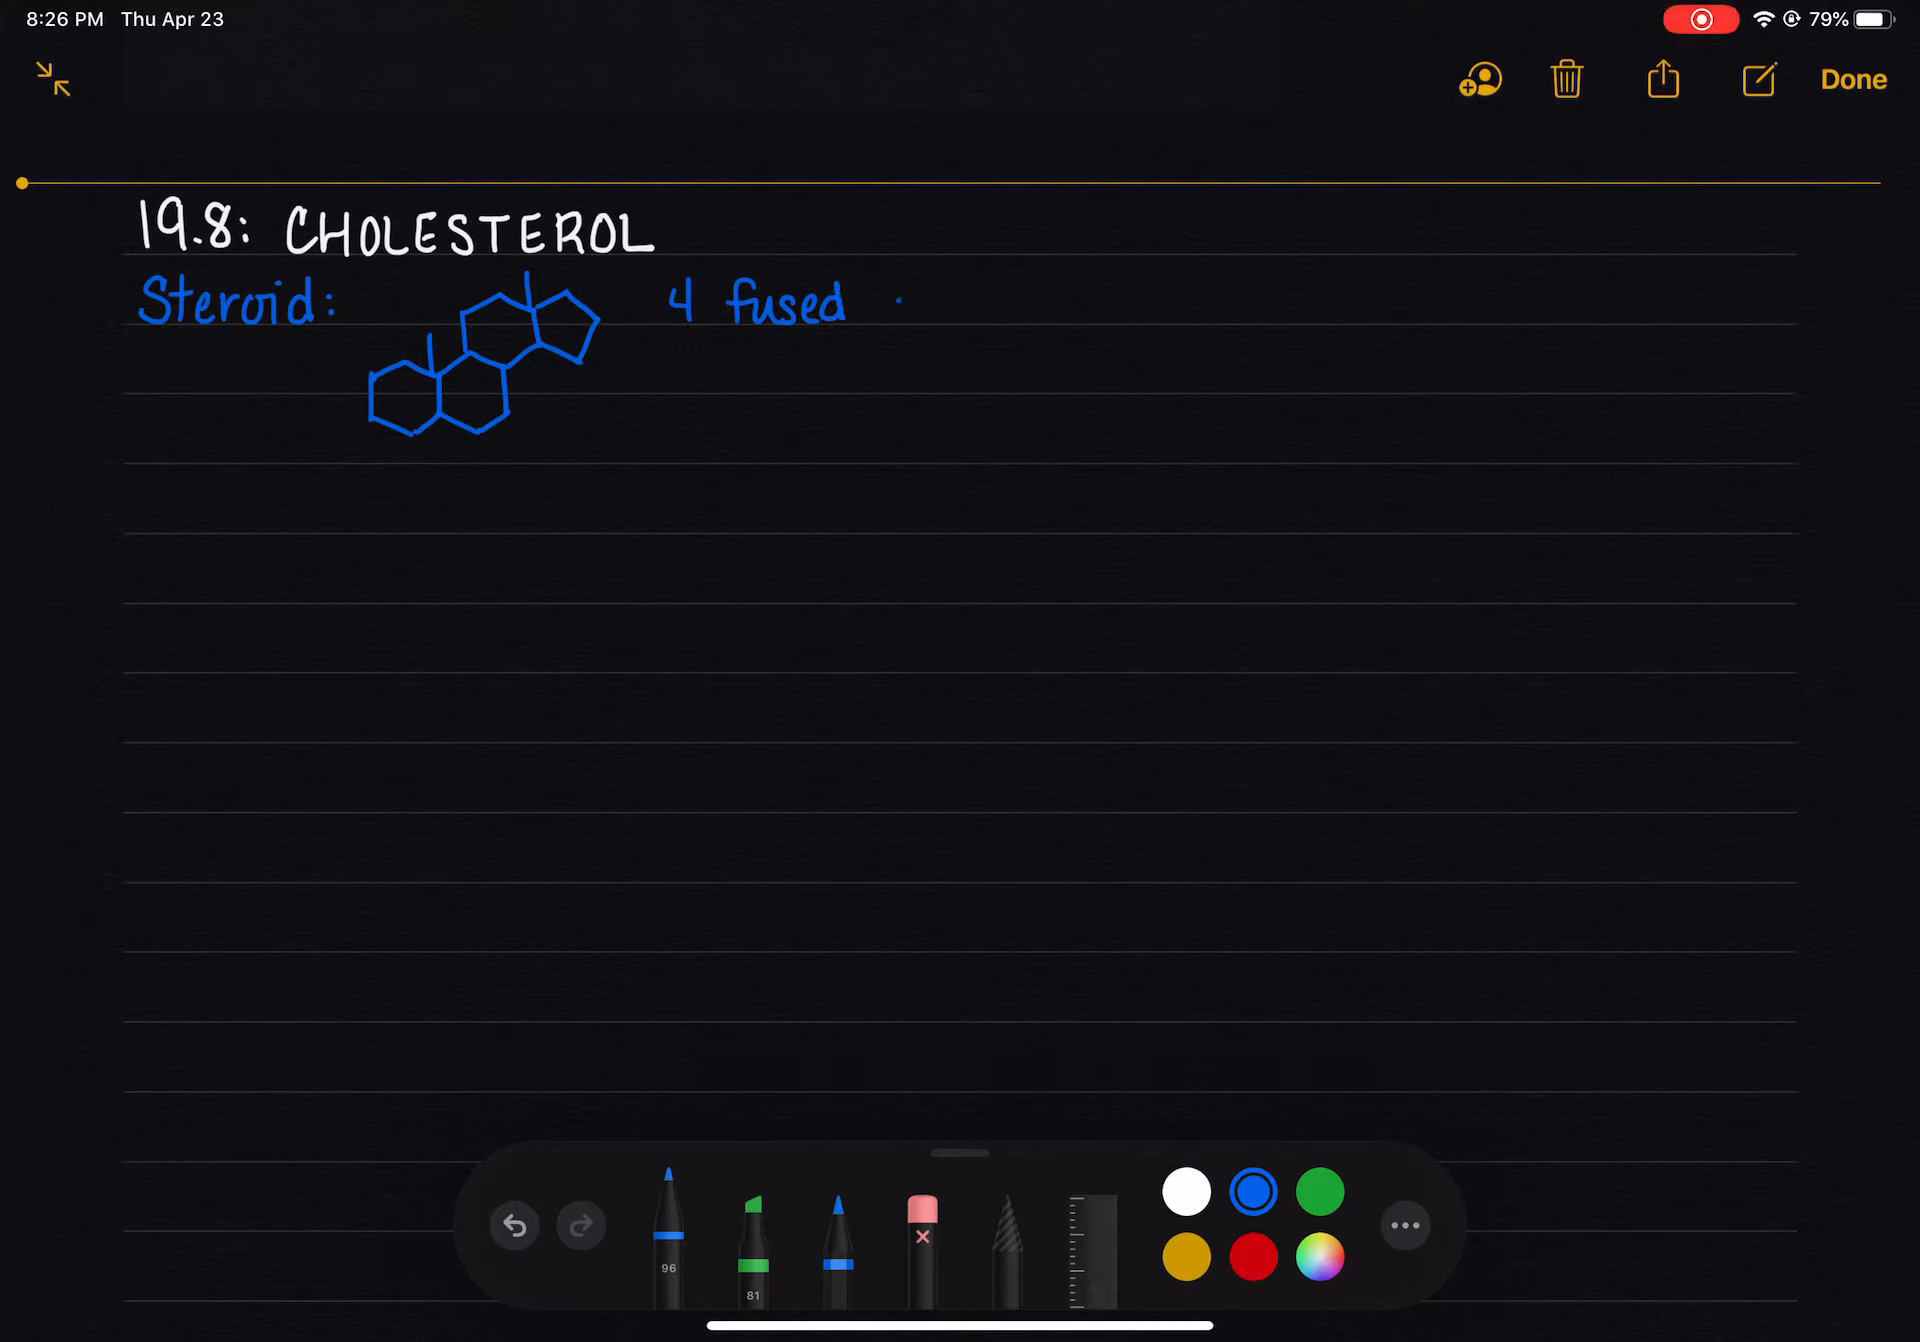 8:26 PM Thu Apr 23 79%
Done
19.8: CHOLESTEROL
Steroid: 4 fused
96
81